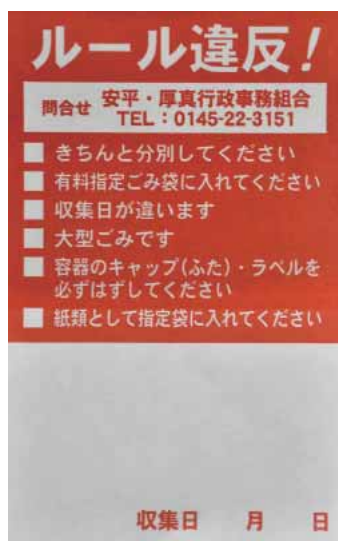 ルール違反!
問合せ 安平・厚真行政事務組合
TEL:0145-22-3151
■ きちんと分別してください
■ 有料指定ごみ袋に入れてください
■ 収集日が違います
■ 大型ごみです
■ 容器のキャップ(ふた)・ラベルを
必ずはずしてください
■ 紙類として指定袋に入れてください
収集日 月 日